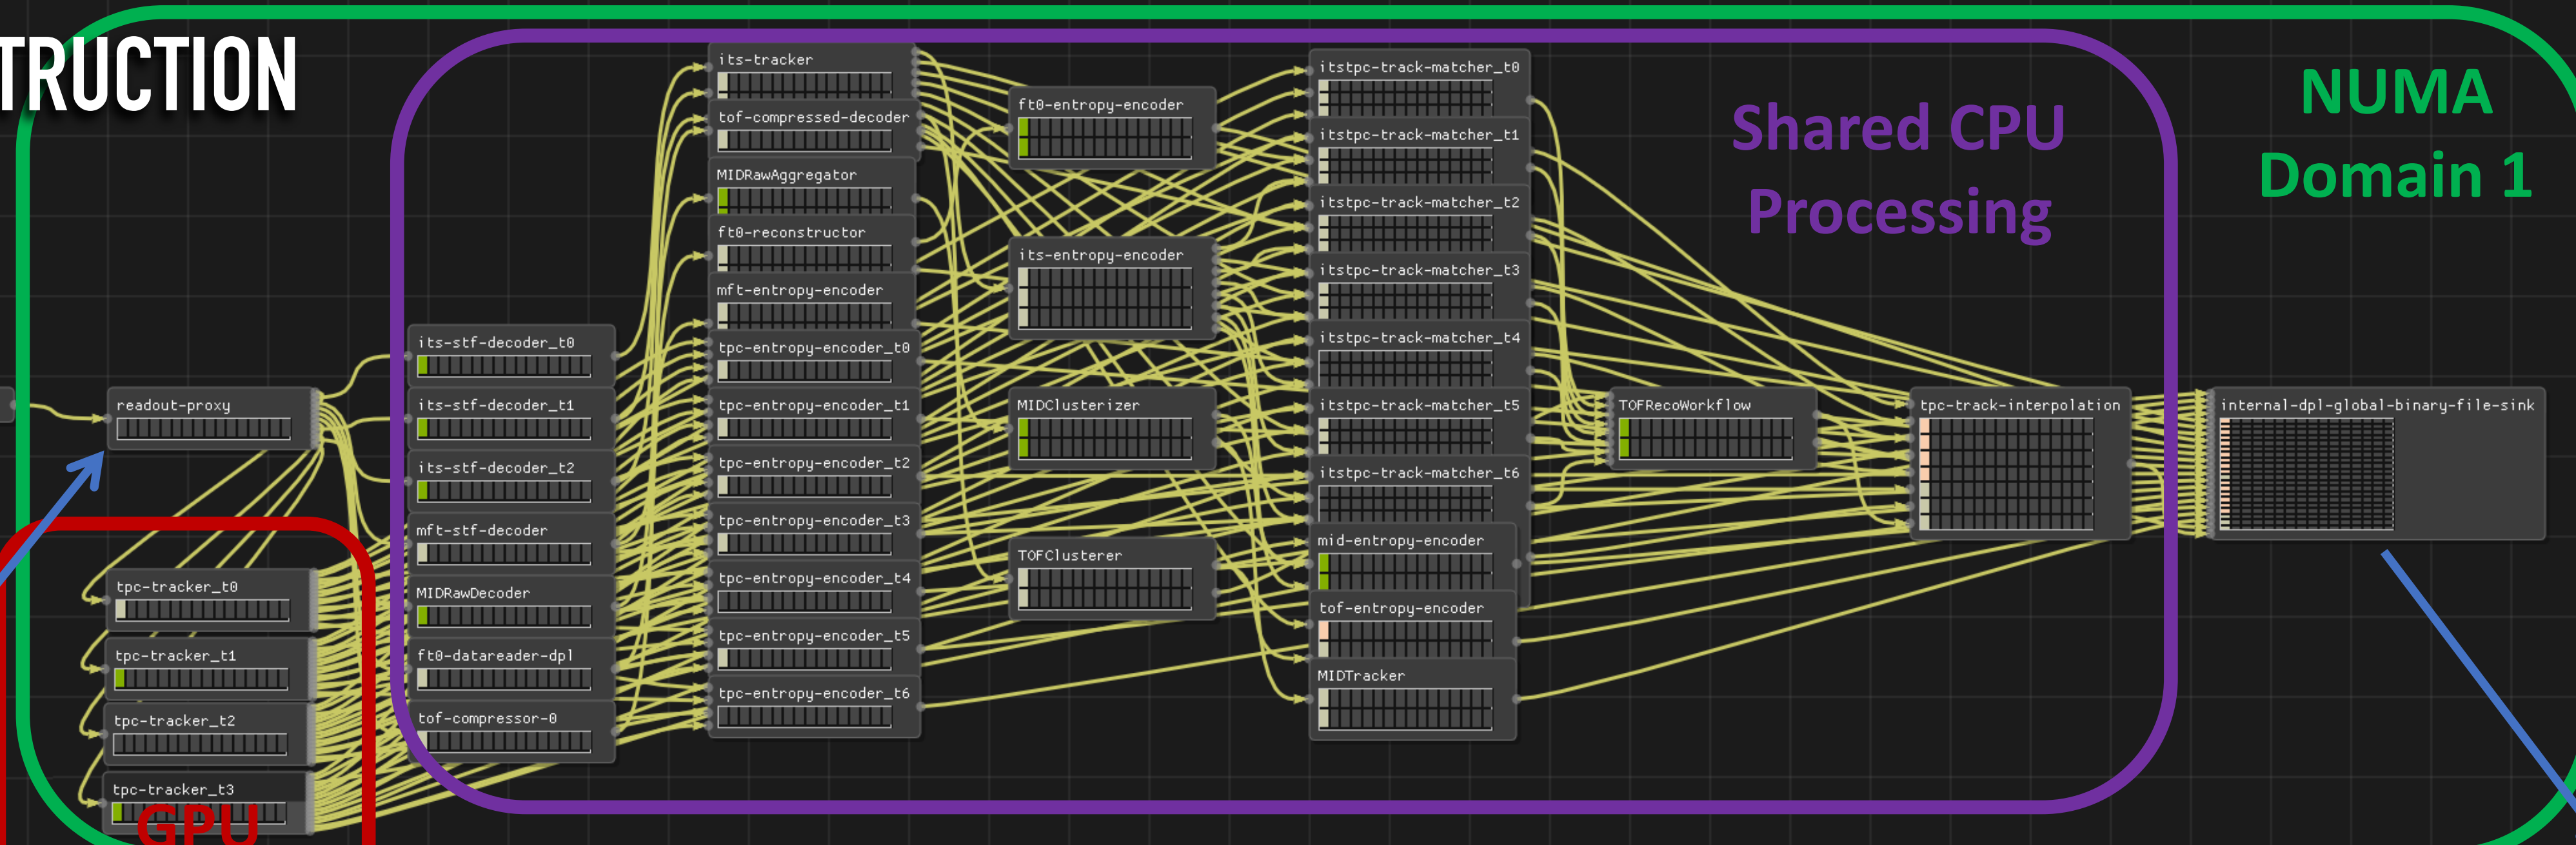 TRUCTION
NUMA
Domain 1
Shared CPU
Processing
readout-proxy
tpc-tracker_t0
tpc-tracker_t1
tpc-tracker_t2
tpc-tracker_t3
GPU
its-stf-decoder_t0
its-stf-decoder_t1
its-stf-decoder_t2
mft-stf-decoder
MIDRawDecoder
ft0-datareader-dpl
tof-compressor-0
its-tracker
tof-compressed-decoder
MIDRawAggregator
ft0-reconstructor
mft-entropy-encoder
tpc-entropy-encoder_t0
tpc-entropy-encoder_t1
tpc-entropy-encoder_t2
tpc-entropy-encoder_t3
tpc-entropy-encoder_t4
tpc-entropy-encoder_t5
tpc-entropy-encoder_t6
ft0-entropy-encoder
its-entropy-encoder
MIDClusterizer
TOFClusterer
itstpc-track-matcher_t0
itstpc-track-matcher_t1
itstpc-track-matcher_t2
itstpc-track-matcher_t3
itstpc-track-matcher_t4
itstpc-track-matcher_t5
itstpc-track-matcher_t6
mid-entropy-encoder
tof-entropy-encoder
MIDTracker
TOFRecoWorkflow
tpc-track-interpolation
internal-dpl-global-binary-file-sink